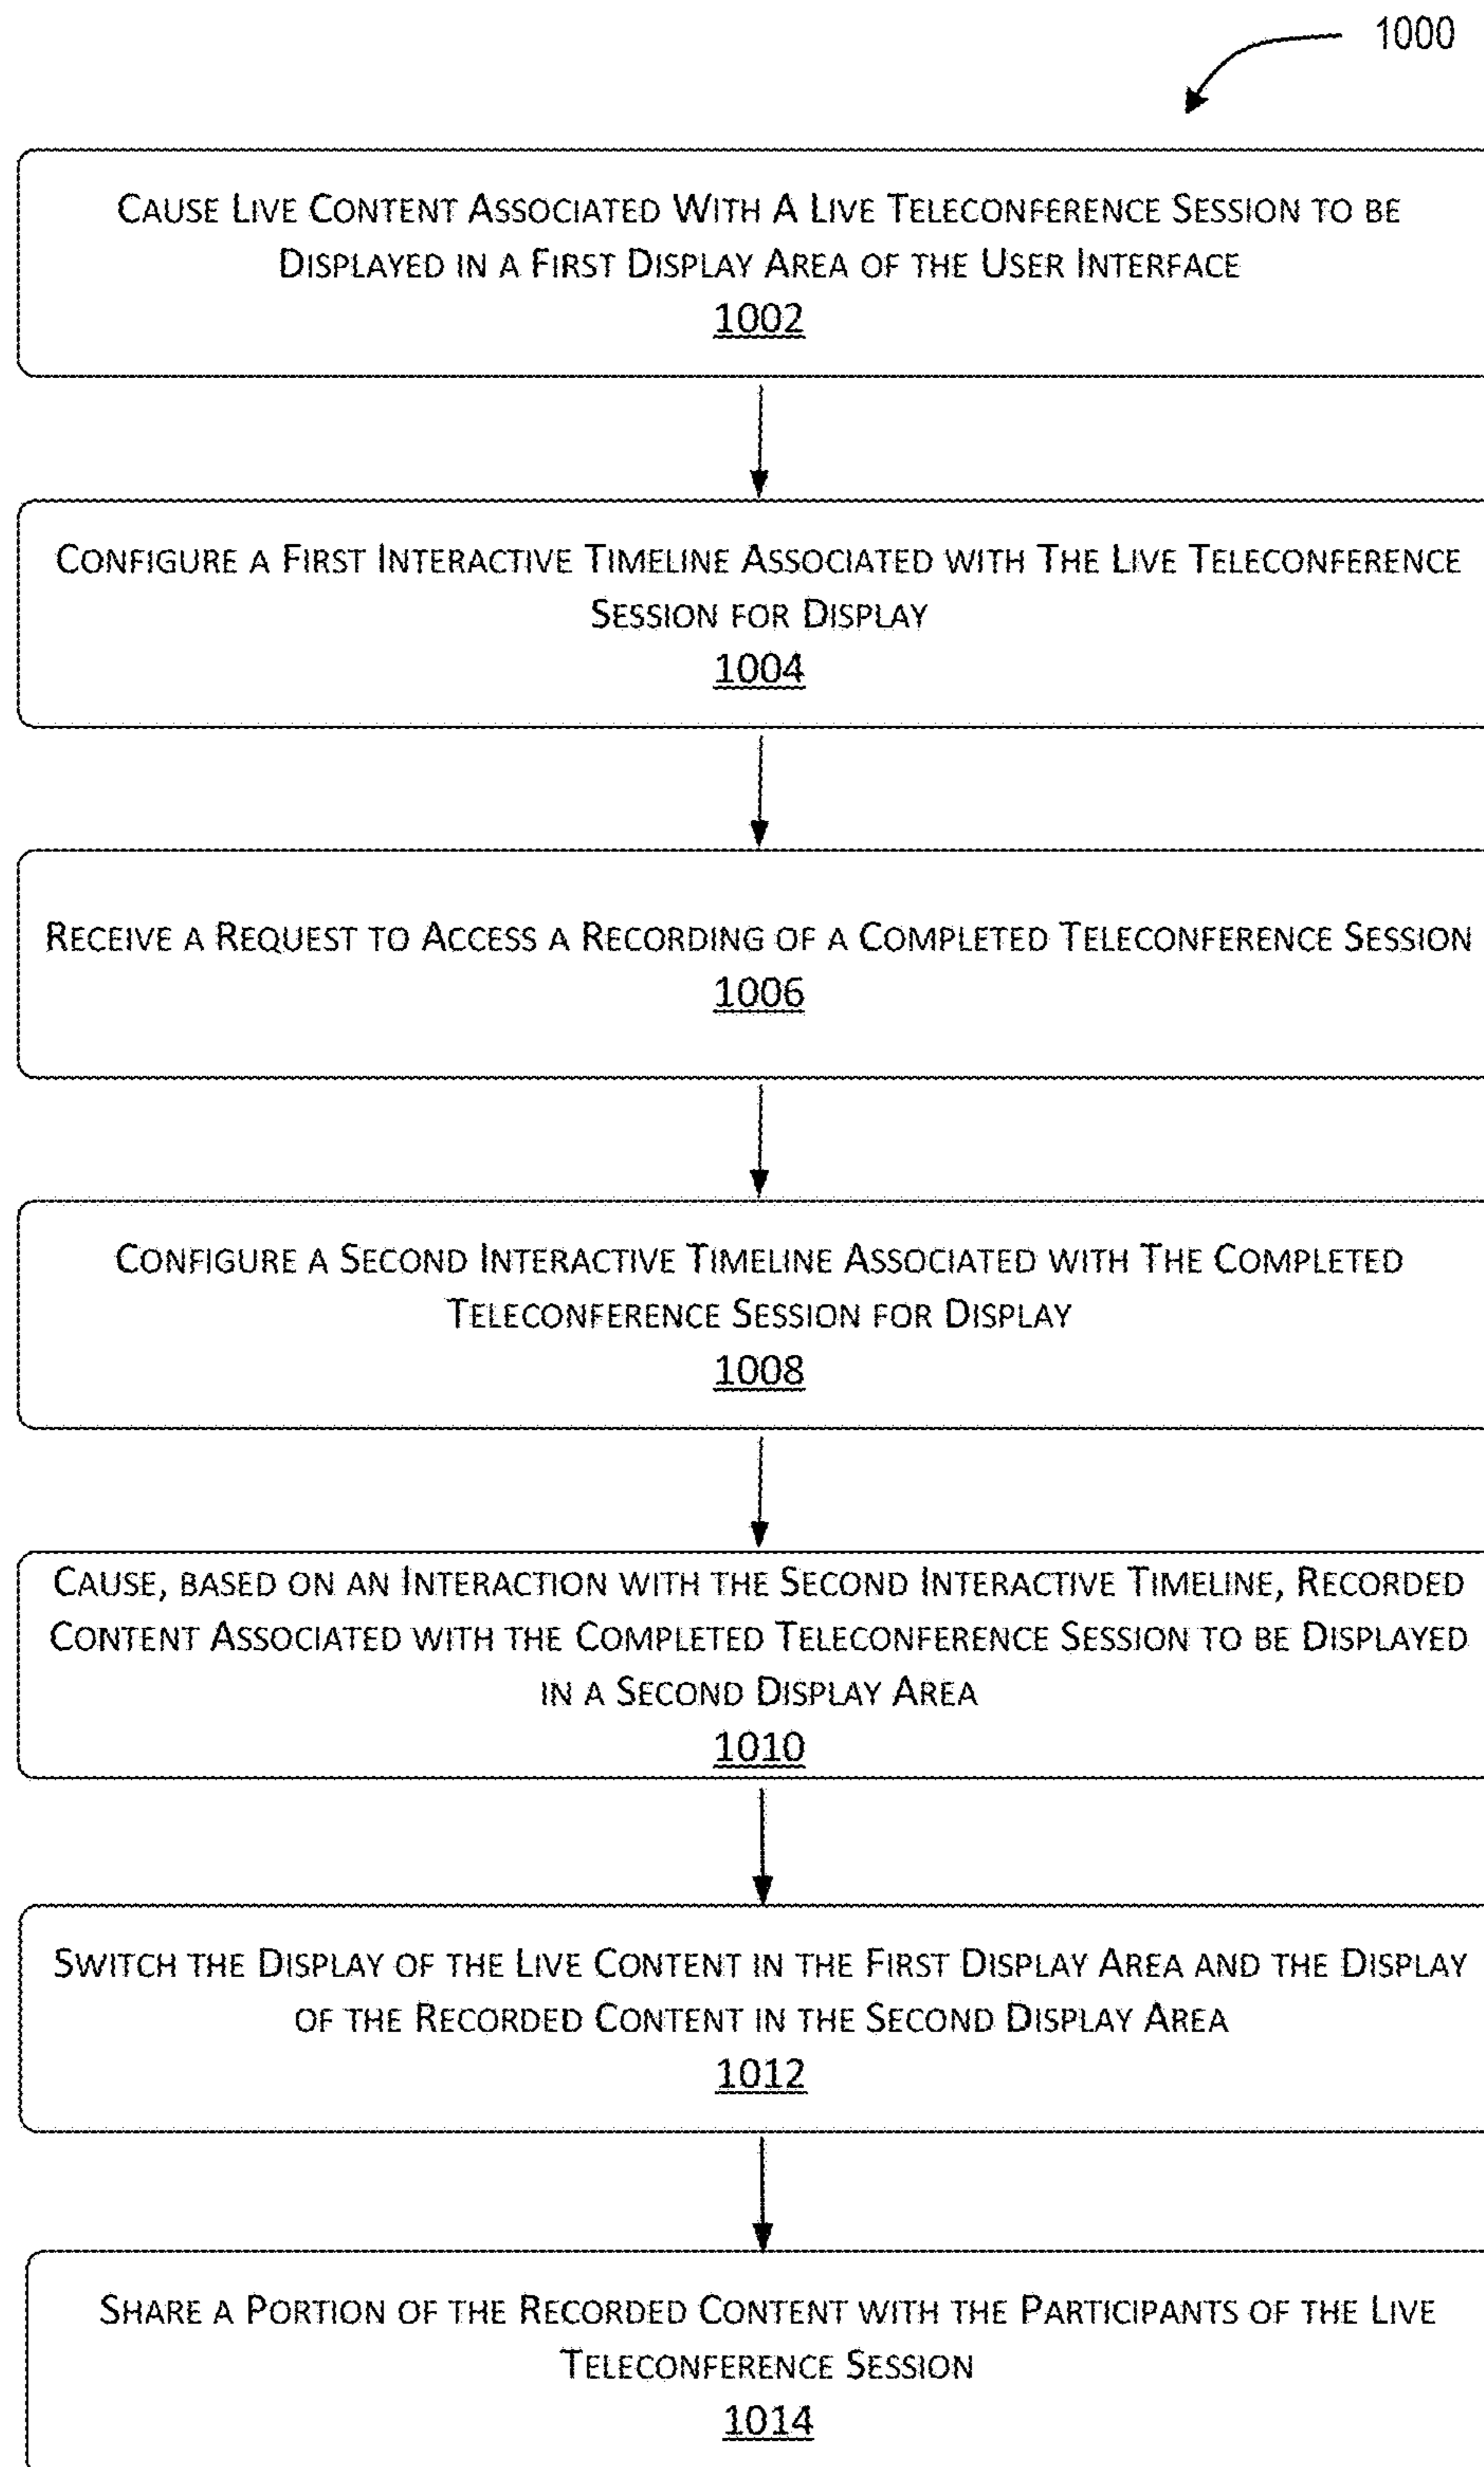 1000
CAUSE LIVE CONTENT ASSOCIATED WITH A LIVE TELECONFERENCE SESSION TO BE
DISPLAYED IN A FIRST DISPLAY AREA OF THE USER INTERFACE
1002
CONFIGURE A FIRST INTERACTIVE TIMELINE ASSOCIATED WITH THE LIVE TELECONFERENCE
SESSION FOR DISPLAY
1004
RECEIVE A REQUEST TO ACCESS A RECORDING OF A COMPLETED TELECONFERENCE SESSION
1006
CONFIGURE A SECOND INTERACTIVE TIMELINE ASSOCIATED WITH THE COMPLETED
TELECONFERENCE SESSION FOR DISPLAY
1008
CAUSE, BASED ON AN INTERACTION WITH THE SECOND INTERACTIVE TIMELINE, RECORDED
CONTENT ASSOCIATED WITH THE COMPLETED TELECONFERENCE SESSION TO BE DISPLAYED
IN A SECOND DISPLAY AREA
1010
SWITCH THE DISPLAY OF THE LIVE CONTENT IN THE FIRST DISPLAY AREA AND THE DISPLAY
OF THE RECORDED CONTENT IN THE SECOND DISPLAY AREA
1012
SHARE A PORTION OF THE RECORDED CONTENT WITH THE PARTICIPANTS OF THE LIVE
TELECONFERENCE SESSION
1014